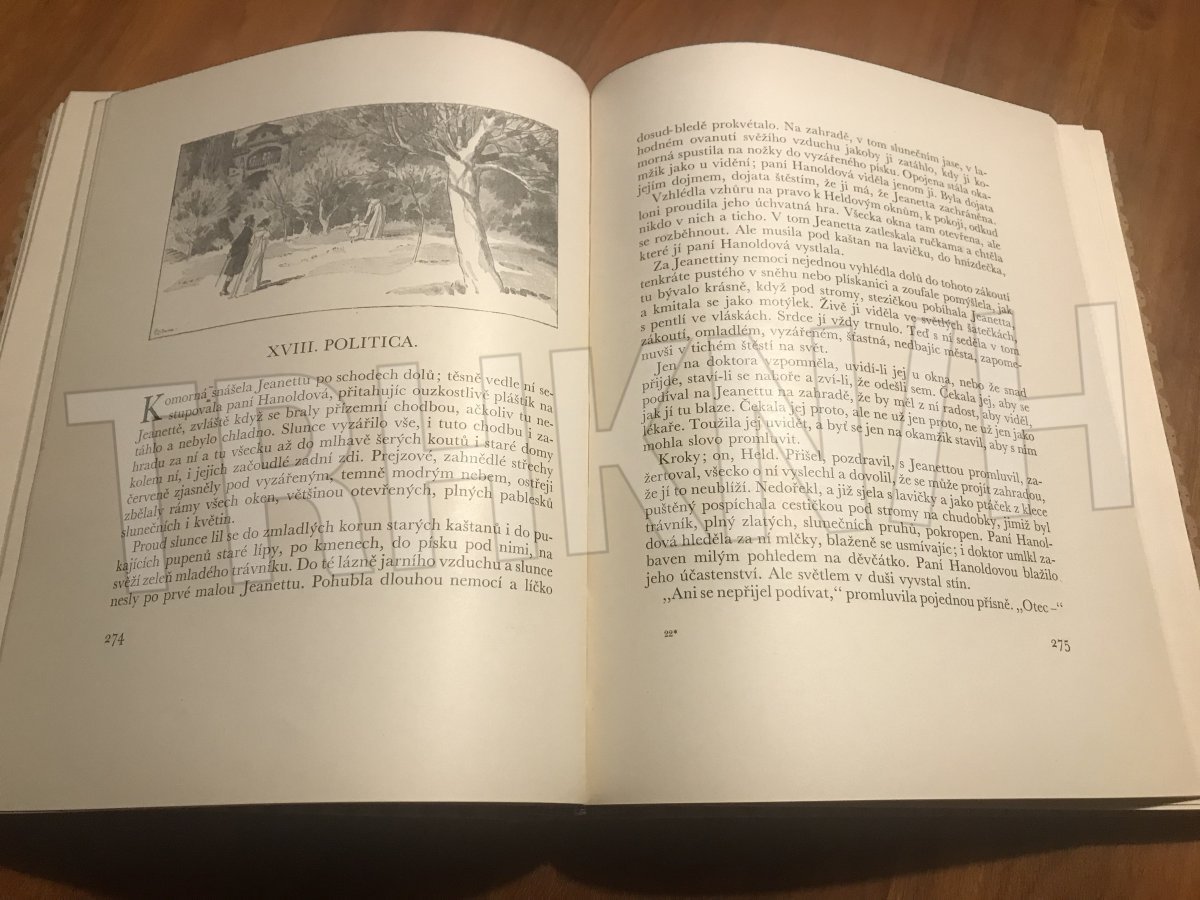 XVIII. POLITICA.
Komorná snášela Jeanettu po schodech dolů; těsně vedle ní se-
stupovala paní Hanoldová, přitahujíc ouzkostlivě pláštík na
Jeanettě, zvláště když se braly přízemní chodbou, ačkoliv tu ne-
táhlo a nebylo chladno. Slunce vyzářilo vše, i tuto chodbu i za-
hradu za ní a tu všecku až do mlhavě šerých koutů i staré domy
kolem ní, i jejich začoudlé zadní zdi. Prejzové, zahnědlé střechy
červeně zjasněly pod vyzářeným, temně modrým nebem, ostřeji
zbělaly rámy všech oken, většinou otevřených, plných pablesků
slunečních i květin.
Proud slunce lil se do zmladlých korun starých kaštanů i do pu-
kajících pupenů staré lípy, po kmenech, do písku pod nimi, na
svěží zeleň mladého trávníku. Do té lázně jarního vzduchu a slunce
nesly po prvé malou Jeanettu. Pohubla dlouhou nemocí a líčko
274
dosud bledě prokvétalo. Na zahradě, v tom slunečním jase, v la-
hodném ovanutí svěžího vzduchu jakoby jí zatáhlo, kdy ji ko-
morná spustila na nožky do vyzářeného písku. Opojena stála oka-
mžik jako u vidění; paní Hanoldová viděla jenom ji. Byla dojata
jejím dojmem, dojata štěstím, že ji má, že Jeanetta zachráněna.
Vzhlédla vzhůru na pravo k Heldovým oknům, k pokoji, odkud
loni proudila jeho úchvatná hra. Všecka okna tam otevřena, ale
nikdo v nich a ticho. V tom Jeanetta zatleskala ručkama a chtěla
se rozběhnout. Ale musila pod kaštan na lavičku, do hnízdečka,
které jí paní Hanoldová vystlala.
Za Jeanettiny nemoci nejednou vyhlédla dolů do tohoto zákoutí
tenkráte pustého v sněhu nebo plískanici a zoufale pomýšlela, jak
tu bývalo krásně, když pod stromy, stezičkou pobíhala Jeanetta,
a kmitala se jako motýlek. Živě ji viděla ve světlých šatečkách,
s pentlí ve vláskách. Srdce jí vždy trnulo. Teď s ní seděla v tom
zákoutí, omladlém, vyzářeném, šťastná, nedbajíc města, zapome-
nuvši v tichém štěstí na svět.
Jen na doktora vzpomněla, uvidí-li jej u okna, nebo že snad
přijde, staví-li se nahoře a zví-li, že odešli sem. Čekala jej, aby se
podíval na Jeanettu na zahradě, že by měl z ní radost, aby viděl,
jak jí tu blaze. Čekala jej proto, ale ne už jen proto, ne už jen jako
lékaře. Toužila jej uvidět, a byť se jen na okamžik stavil, aby s ním
mohla slovo promluvit.
Kroky; on, Held. Přišel, pozdravil, s Jeanettou promluvil, za-
žertoval, všecko o ní vyslechl a dovolil, že se může projít zahradou,
že jí to neublíží. Nedořekl, a již sjela s lavičky a jako ptáček z klece
puštěný pospíchala cestičkou pod stromy na chudobky, jimiž byl
trávník, plný zlatých, slunečních pruhů, pokropen. Paní Hanol-
dová hleděla za ní mlčky, blaženě se usmívajíc; i doktor umlkl za-
baven milým pohledem na děvčátko. Paní Hanoldovou blažilo
jeho účastenství. Ale světlem v duši vyvstal stín.
„Ani se nepřijel podívat,“ promluvila pojednou přísně. „Otec –“
22*
275
TRHKNIH